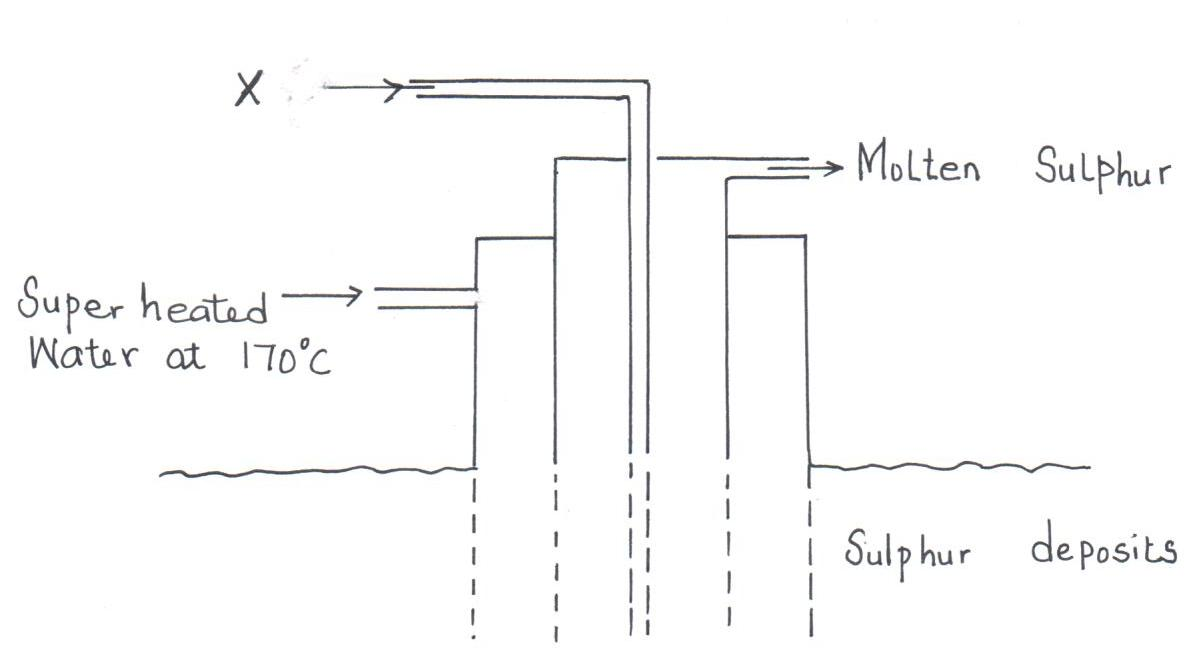 X
Molten Sulphur
Super heated
Water at 170°C
Sulphur deposits